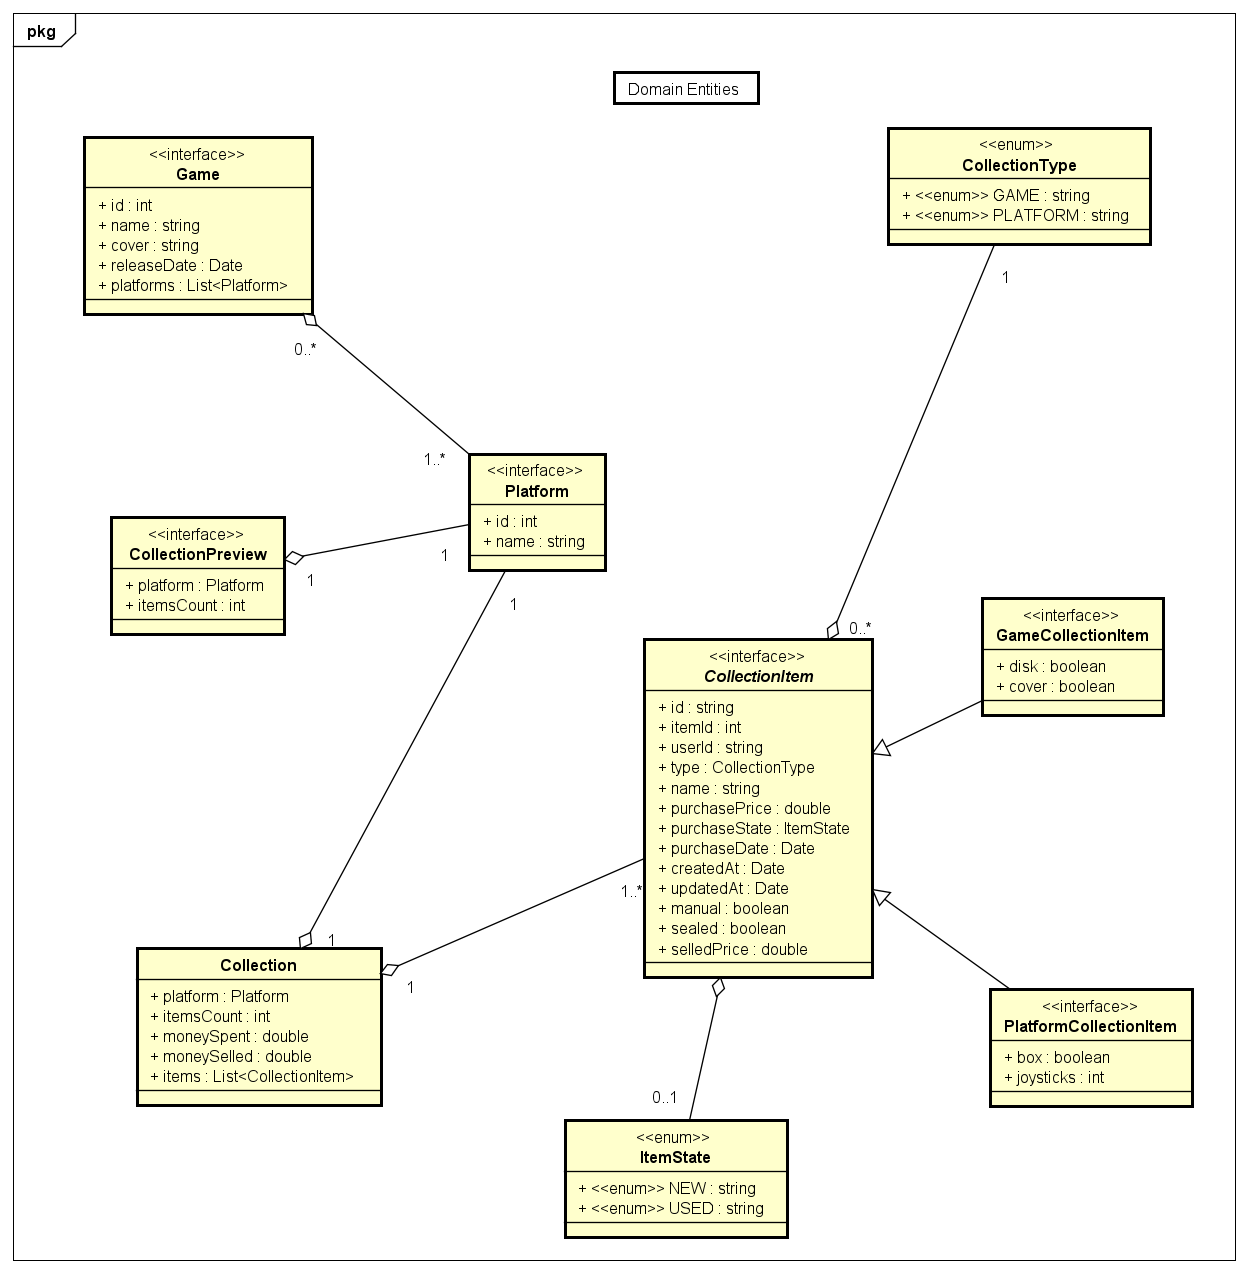 pkg
Domain Entities
<<interface>>
Game
+ id : int
+ name : string
+ cover : string
+ releaseDate : Date
+ platforms : List<Platform>
0..*
1..*
<<enum>>
CollectionType
+ <<enum>> GAME : string
+ <<enum>> PLATFORM : string
1
0..*
<<interface>>
Platform
+ id : int
+ name : string
<<interface>>
CollectionPreview
+ platform : Platform
+ itemsCount : int
1
1
1
<<interface>>
CollectionItem
+ id : string
+ itemId : int
+ userId : string
+ type : CollectionType
+ name : string
+ purchasePrice : double
+ purchaseState : ItemState
+ purchaseDate : Date
+ createdAt : Date
+ updatedAt : Date
+ manual : boolean
+ sealed : boolean
+ selledPrice : double
<<interface>>
GameCollectionItem
+ disk : boolean
+ cover : boolean
1..*
1
1
Collection
+ platform : Platform
+ itemsCount : int
+ moneySpent : double
+ moneySelled : double
+ items : List<CollectionItem>
<<interface>>
PlatformCollectionItem
+ box : boolean
+ joysticks : int
0..1
<<enum>>
ItemState
+ <<enum>> NEW : string
+ <<enum>> USED : string